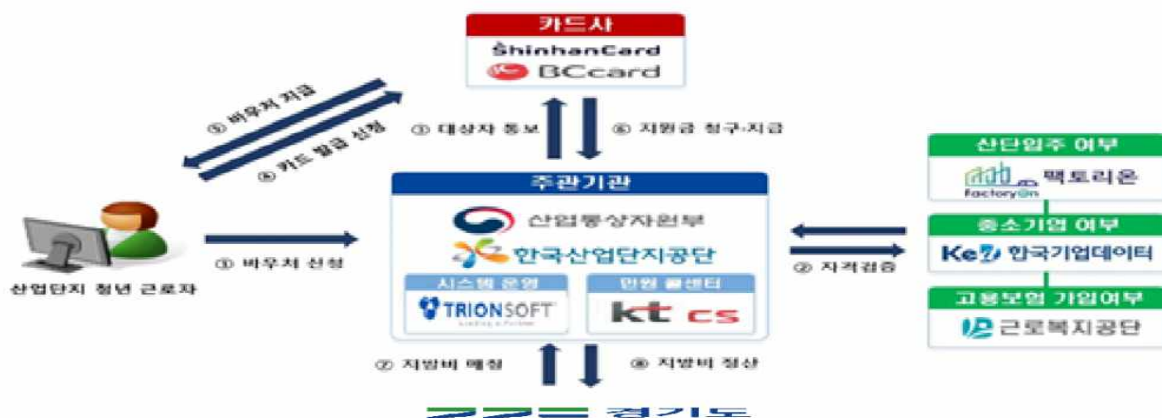 카드사
ShinhanCard
BCcard
⑤ 바우처 지급
④ 카드 발급 신청
③ 대상자 통보
⑥ 지원금 청구·지급
주관기관
산업통상자원부
한국산업단지공단
시스템 운영
TRIONSOFT
민원 콜센터
kt cs
산업단지 청년 근로자
① 바우처 신청
② 자격검증
산단입주 여부
팩토리온
FactoryOn
중소기업 여부
한국기업데이터
고용보험 가입여부
근로복지공단
⑦ 지방비 매칭
⑧ 지방비 정산
경기도